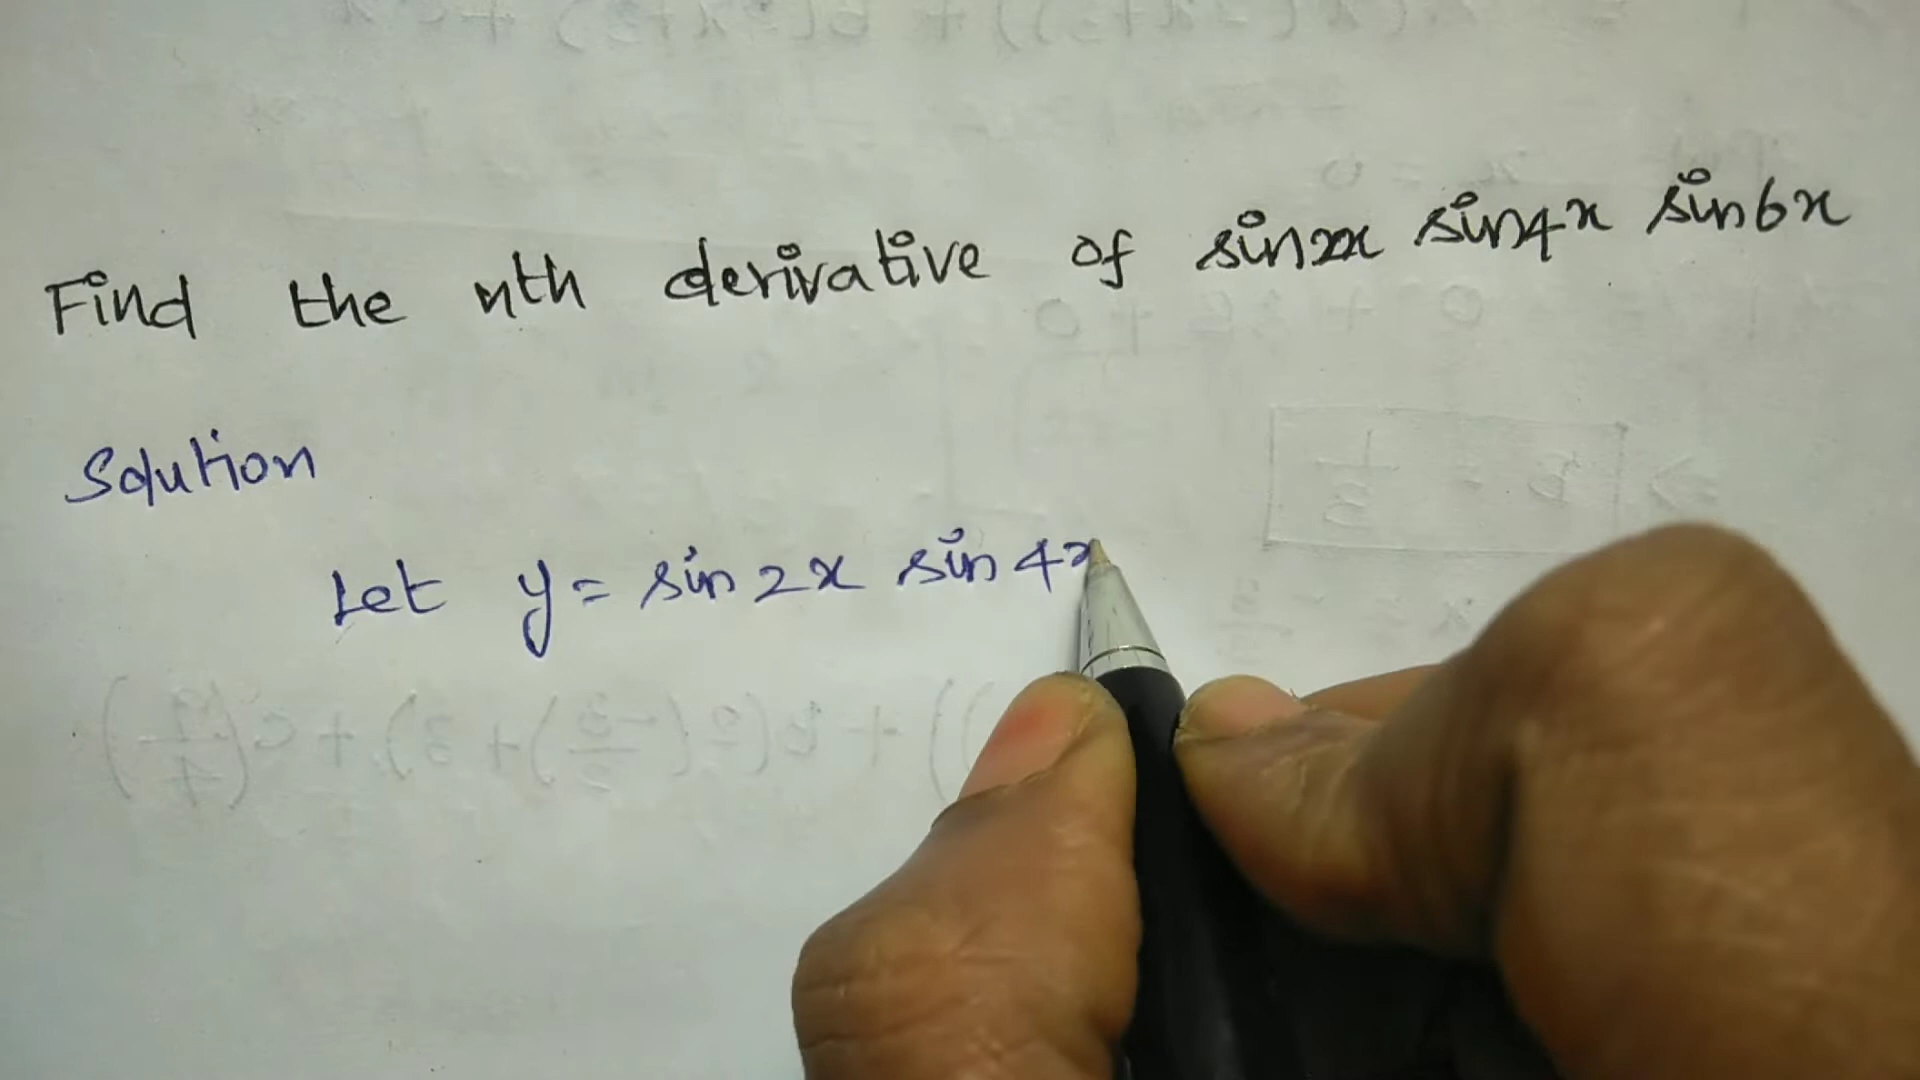 Find the nth derivative of sin2x sin4x sin6x
Solution
Let y = sin 2x sin 4x